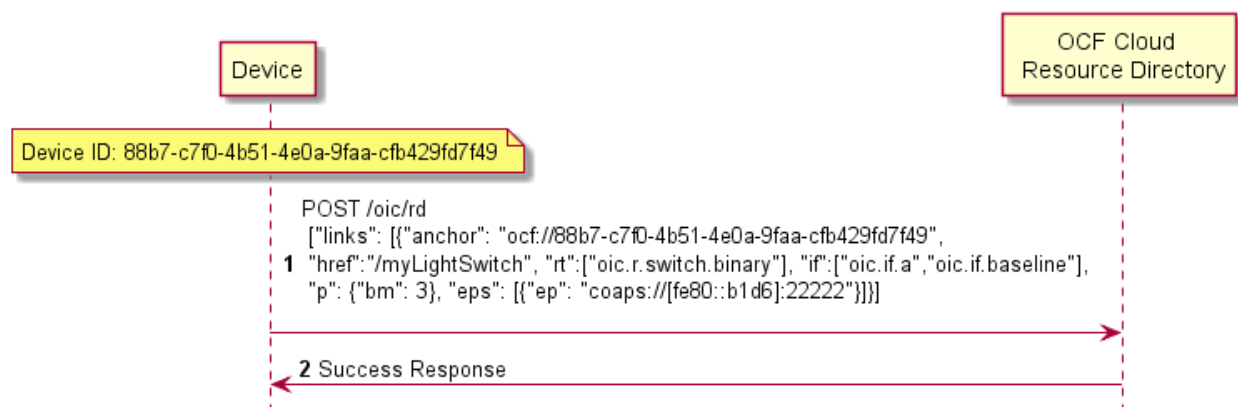 Device
OCF Cloud
Resource Directory
Device ID: 88b7-c7f0-4b51-4e0a-9faa-cfb429fd7f49
POST /oic/rd
["links": [{"anchor": "ocf://88b7-c7f0-4b51-4e0a-9faa-cfb429fd7f49",
1 "href":"/myLightSwitch", "rt":["oic.r.switch.binary"], "if":["oic.if.a","oic.if.baseline"],
"p": {"bm": 3}, "eps": [{"ep": "coaps://[fe80::b1d6]:22222"}]}]
2 Success Response